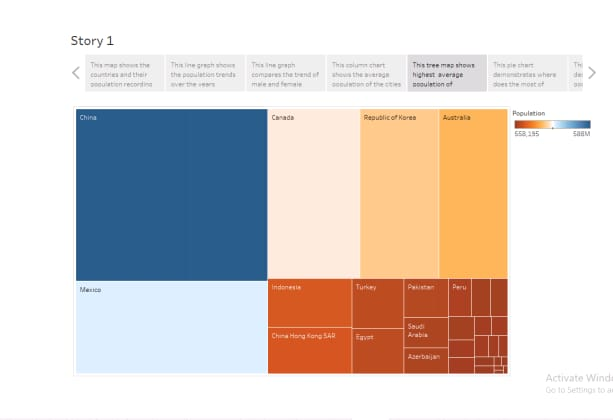 Story 1
This map shows the
countries and their
population recording
This line graph shows
the population trends
over the years
This line graph
compares the trend of
male and female
This column chart
shows the average
population of the cities
This tree map shows
highest average
population of
This pie chart
demonstrates where
does the most of
Population
558,195
588M
China
Canada
Republic of Korea
Australia
Mexico
Indonesia
Turkey
Pakistan
Peru
China Hong Kong SAR
Egypt
Saudi
Arabia
Azerbaijan
Activate Windo
Go to Settings to a